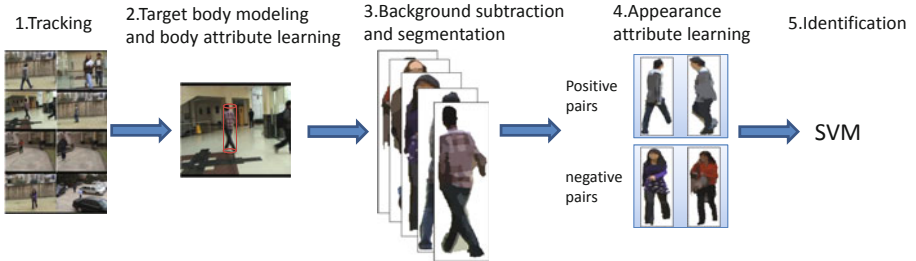 1.Tracking
2.Target body modeling
and body attribute learning
3.Background subtraction
and segmentation
4.Appearance
attribute learning
5.Identification
Positive
pairs
negative
pairs
SVM